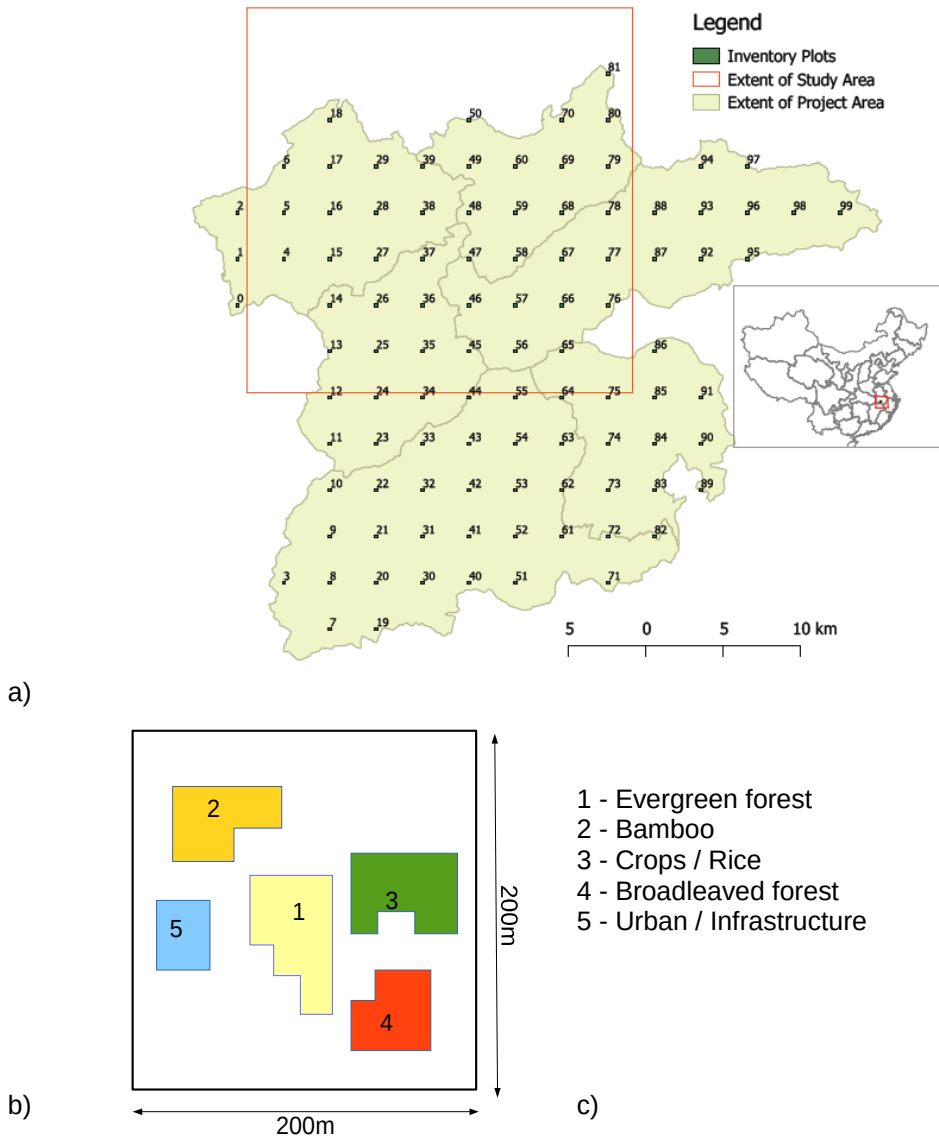 Legend
Inventory Plots
Extent of Study Area
Extent of Project Area
81
18 50 70 80
6 17 29 39 49 60 69 79 94 97
2 5 16 28 38 48 59 68 78 88 93 96 98 99
1 4 15 27 37 47 58 67 77 87 92 95
0 14 26 36 46 57 66 76
13 25 35 45 56 65 86
12 24 34 44 55 64 75 85 91
11 23 33 43 54 63 74 84 90
10 22 32 42 53 62 73 83 89
9 21 31 41 52 61 72 82
3 8 20 30 40 51 71
7 19
5 0 5 10 km
a)
2
1
3
5
4
200m
200m
b)
1 - Evergreen forest
2 - Bamboo
3 - Crops / Rice
4 - Broadleaved forest
5 - Urban / Infrastructure
c)